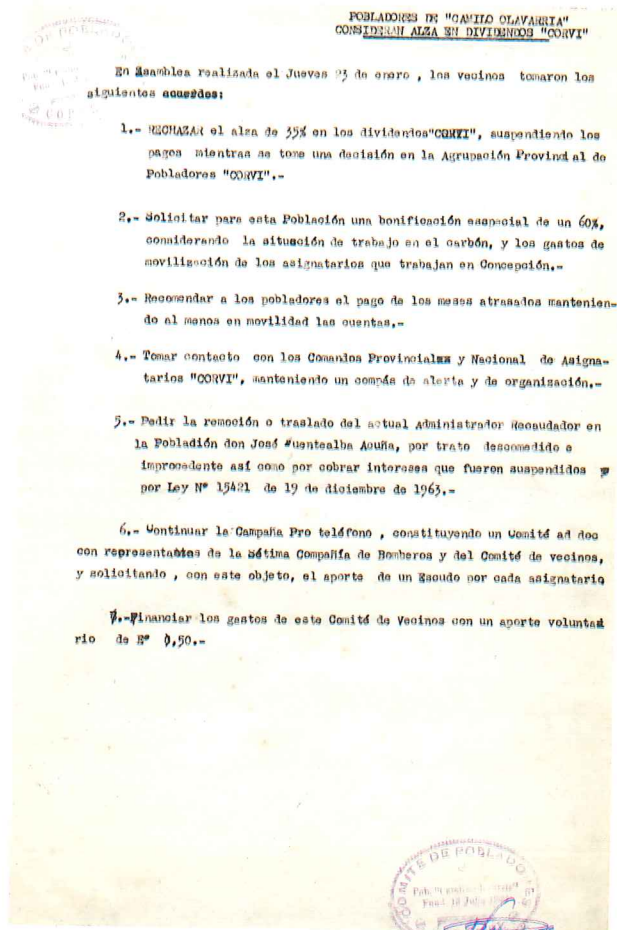 POBLADORES DE "CAMILO OLAVARRIA"
CONSIDERAN ALZA EN DIVIDENDOS "CORVI"
En Asamblea realizada el Jueves 23 de enero , los vecinos tomaron los
siguientes acuerdos:
1.- RECHAZAR el alza de 35% en los dividendos"CORVI", suspendiendo los
pagos mientras se tome una decisión en la Agrupación Provincial de
Pobladores "CORVI".-
2.- Solicitar para esta Población una bonificación esapecial de un 60%,
considerando la situación de trabajo en el carbón, y los gastos de
movilización de los asignatarios que trabajan en Concepción.-
3.- Recomendar a los pobladores el pago de los meses atrasados mantenien-
do al menos en movilidad las cuentas.-
4.- Tomar contacto con los Comandos Provinciales y Nacional de Asigna-
tarios "CORVI", manteniendo un compás de alerta y de organización.-
5.- Pedir la remoción o traslado del actual Administrador Recaudador en
la Pobladión don José Fuentealba Acuña, por trato descomedido e
improcedente así como por cobrar intereses que fueron suspendidos
por Ley Nº 15421 de 19 de diciembre de 1963.-
6.- Continuar la Campaña Pro teléfono , constituyendo un Comité ad doc
con representantes de la Sétima Compañía de Bomberos y del Comité de vecinos,
y solicitando , con este objeto, el aporte de un Escudo por cada asignatario
7.-Financiar los gastos de este Comité de Vecinos con un aporte voluntad
rio de Eº 0,50.-
COMITE DE POBLADO